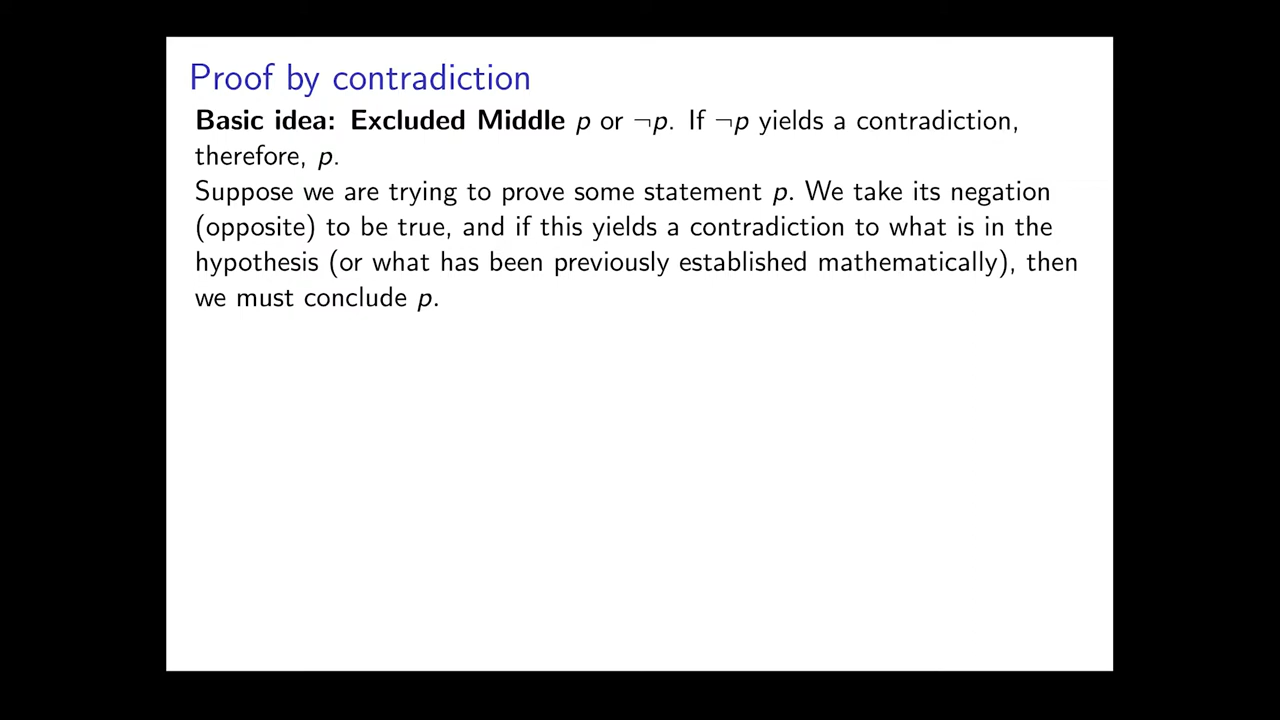 Proof by contradiction
Basic idea: Excluded Middle p or ¬p. If ¬p yields a contradiction,
therefore, p.
Suppose we are trying to prove some statement p. We take its negation
(opposite) to be true, and if this yields a contradiction to what is in the
hypothesis (or what has been previously established mathematically), then
we must conclude p.